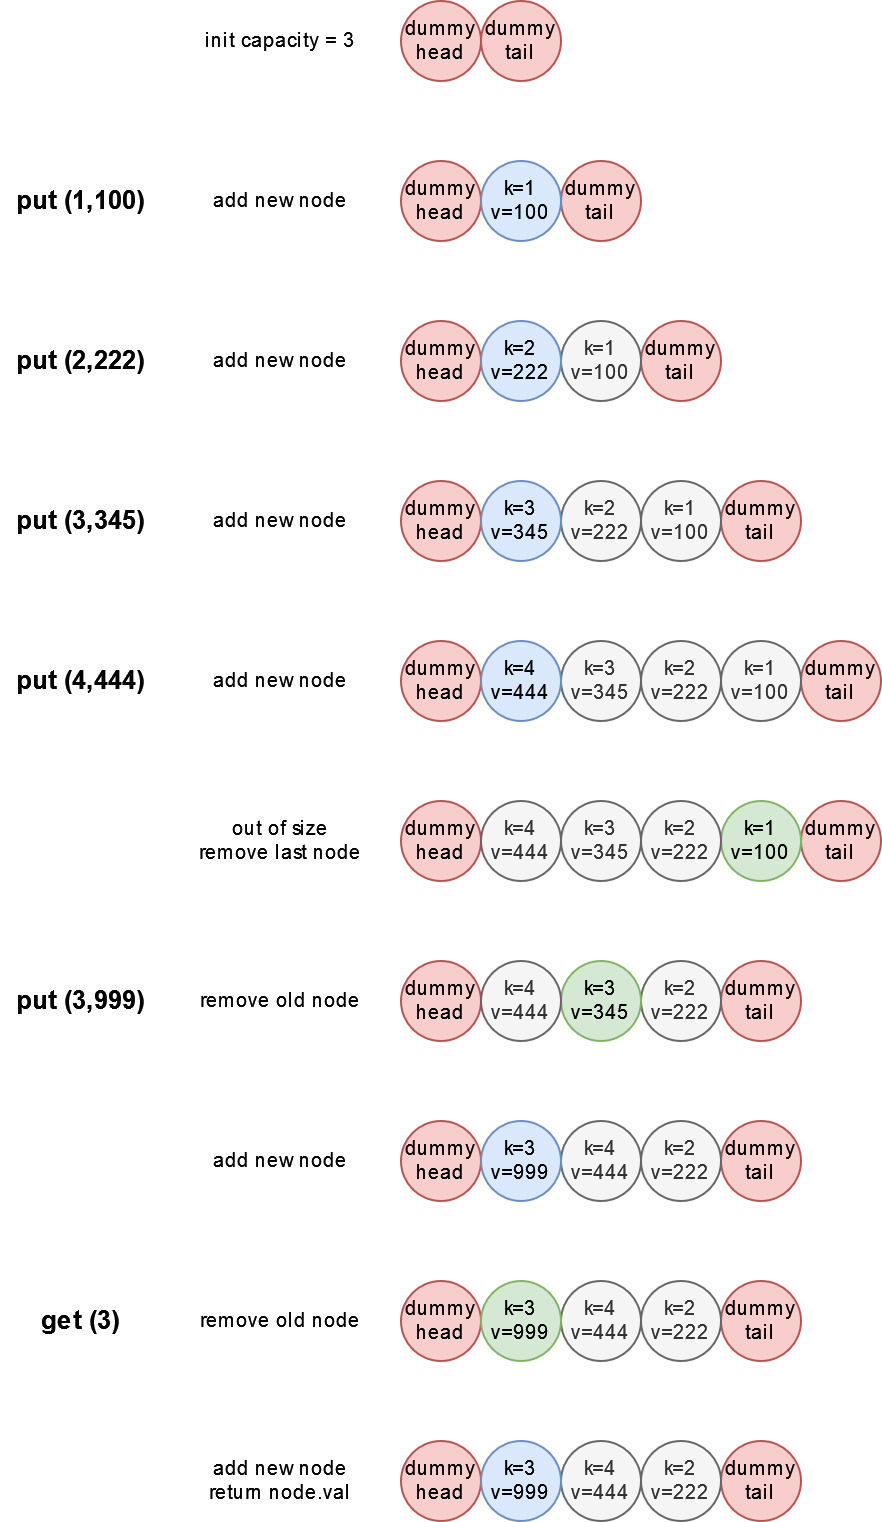 init capacity = 3
dummy head
dummy tail
put (1,100)
add new node
dummy head
k=1
v=100
dummy tail
put (2,222)
add new node
dummy head
k=2
v=222
k=1
v=100
dummy tail
put (3,345)
add new node
dummy head
k=3
v=345
k=2
v=222
k=1
v=100
dummy tail
put (4,444)
add new node
dummy head
k=4
v=444
k=3
v=345
k=2
v=222
k=1
v=100
dummy tail
out of size
remove last node
dummy head
k=4
v=444
k=3
v=345
k=2
v=222
k=1
v=100
dummy tail
put (3,999)
remove old node
dummy head
k=4
v=444
k=3
v=345
k=2
v=222
dummy tail
add new node
dummy head
k=3
v=999
k=4
v=444
k=2
v=222
dummy tail
get (3)
remove old node
dummy head
k=3
v=999
k=4
v=444
k=2
v=222
dummy tail
add new node
return node.val
dummy head
k=3
v=999
k=4
v=444
k=2
v=222
dummy tail